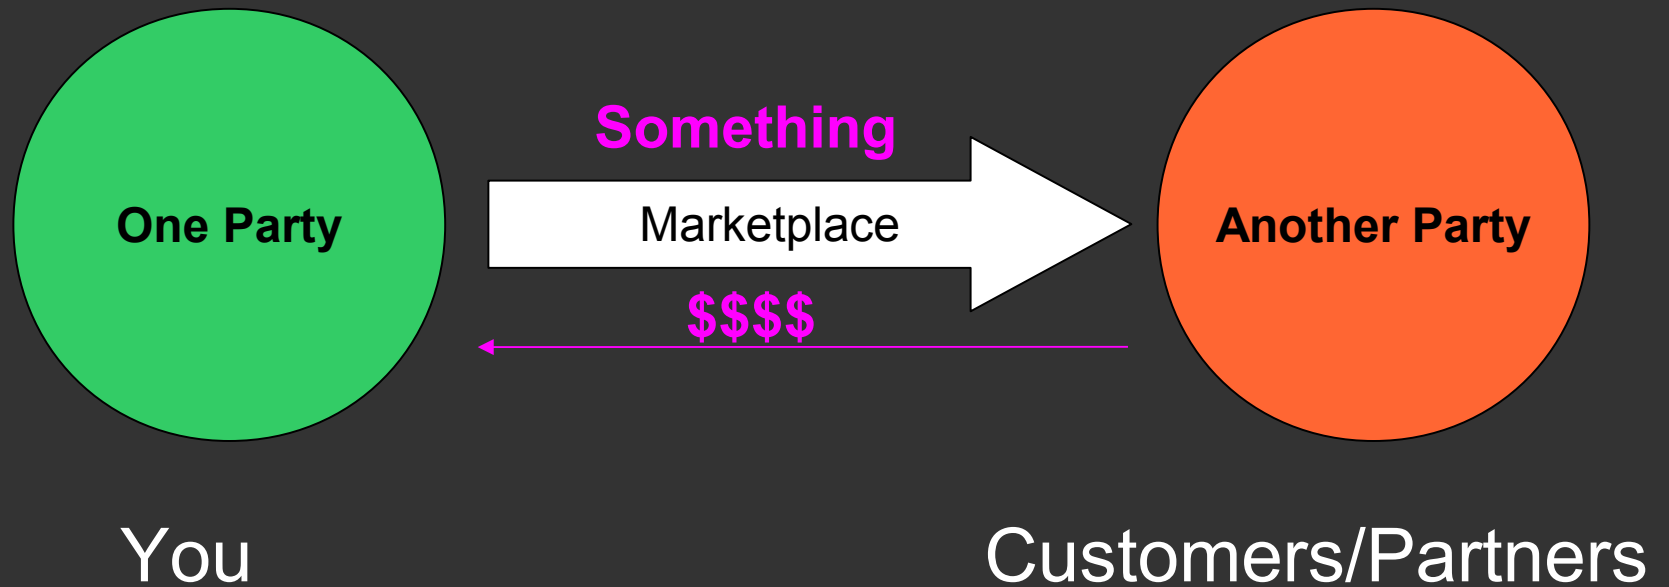 Something
One Party
Marketplace
Another Party
$$$$
You
Customers/Partners